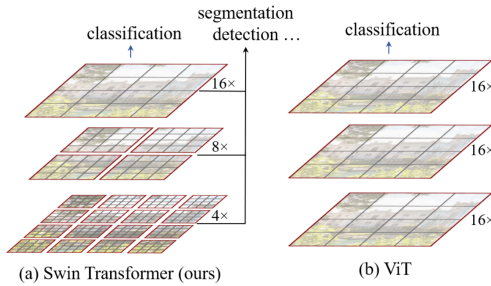 classification
segmentation
detection ...
classification
16×
16×
8×
16×
4×
16×
(a) Swin Transformer (ours)
(b) ViT